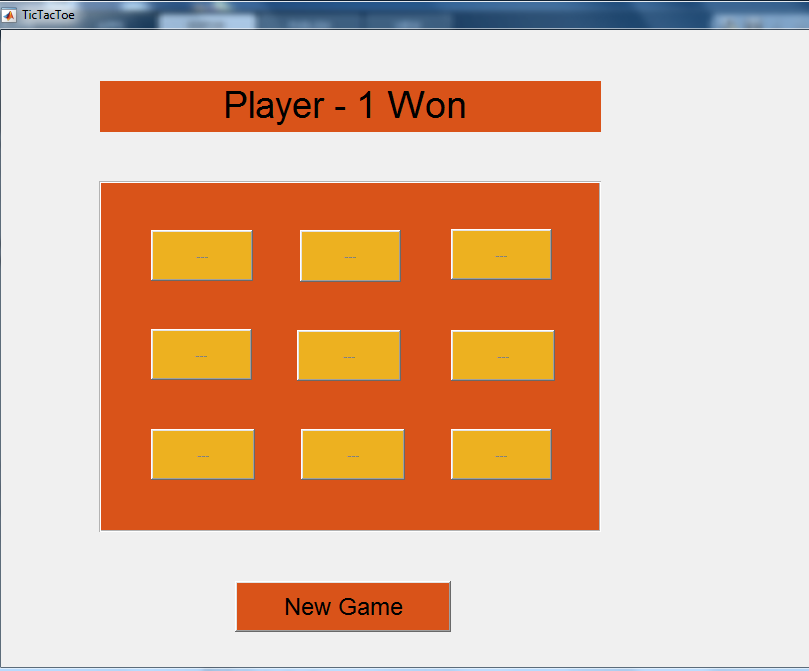 TicTacToe
Player - 1 Won
--- --- ---
--- --- ---
--- --- ---
New Game